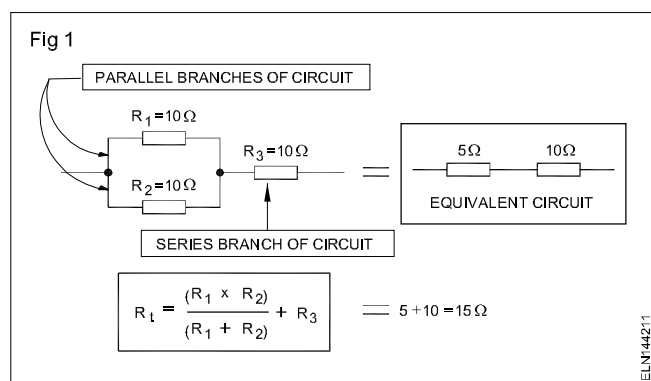 Fig 1
PARALLEL BRANCHES OF CIRCUIT
R₁=10Ω
R₂=10Ω
R₃=10Ω
SERIES BRANCH OF CIRCUIT
=
5Ω 10Ω
EQUIVALENT CIRCUIT
Rt = (R₁ x R₂) / (R₁ + R₂) + R₃ = 5+10=15Ω
ELN144211